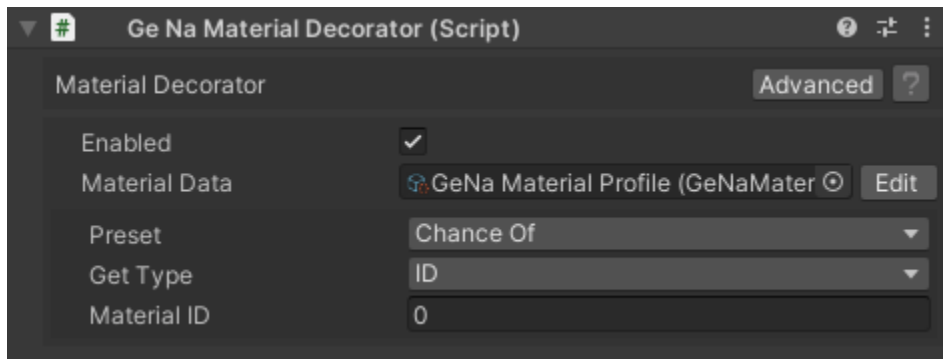 # Ge Na Material Decorator (Script) ?
Material Decorator Advanced ?
Enabled
Material Data GeNa Material Profile (GeNaMater Edit
Preset Chance Of
Get Type ID
Material ID 0